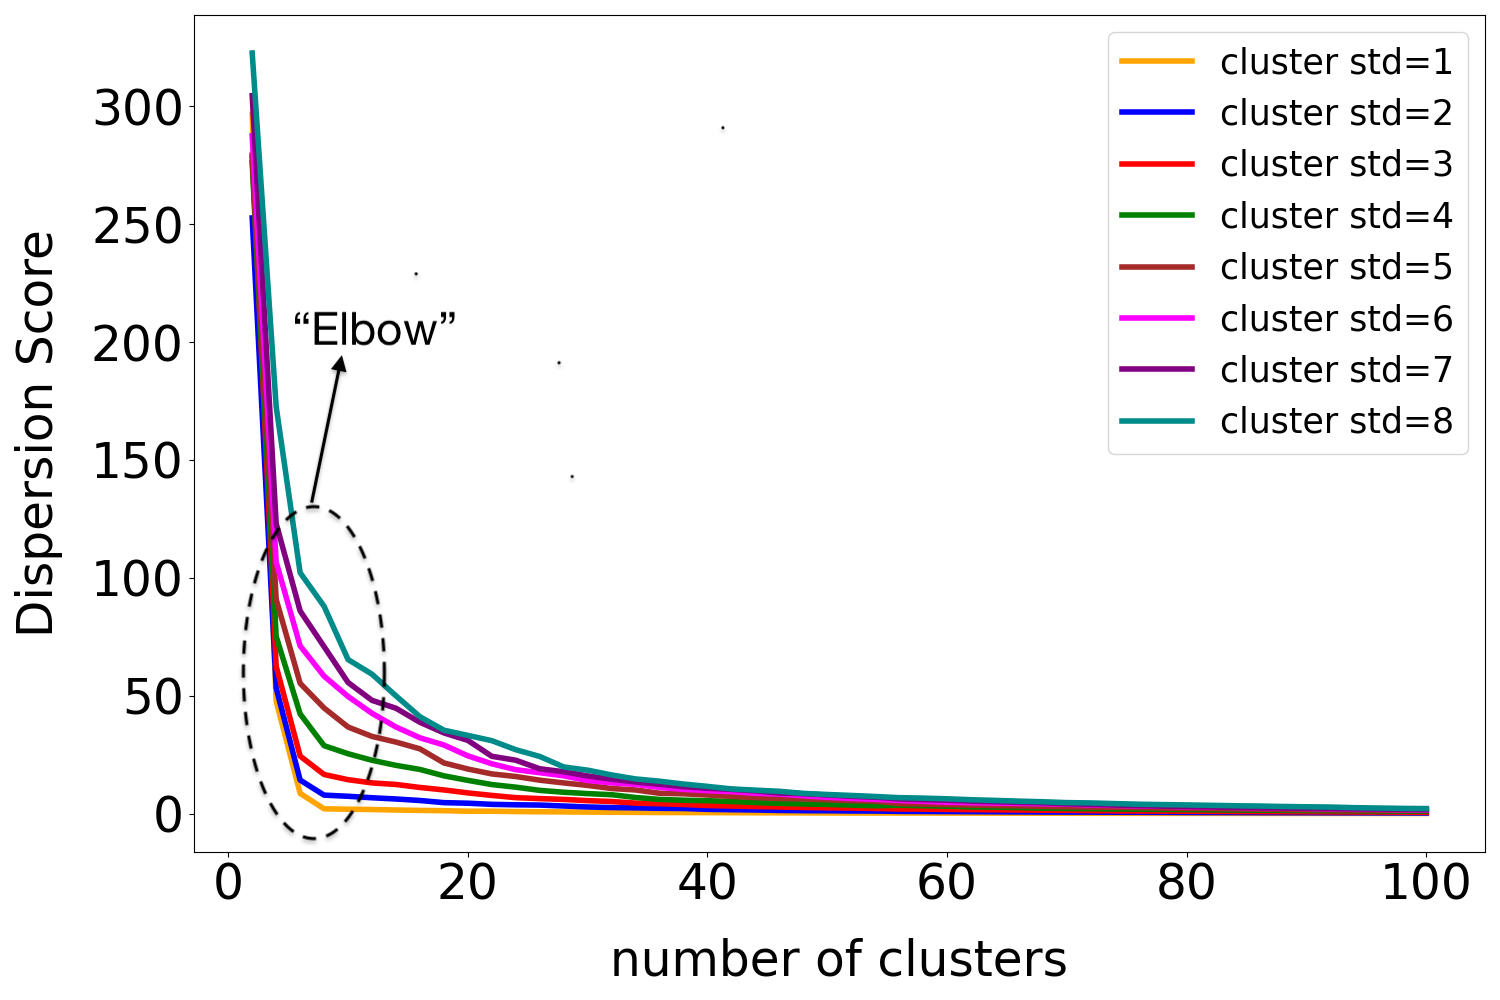 Dispersion Score
300
250
200
150
100
50
0
0 20 40 60 80 100
number of clusters
“Elbow”
cluster std=1
cluster std=2
cluster std=3
cluster std=4
cluster std=5
cluster std=6
cluster std=7
cluster std=8